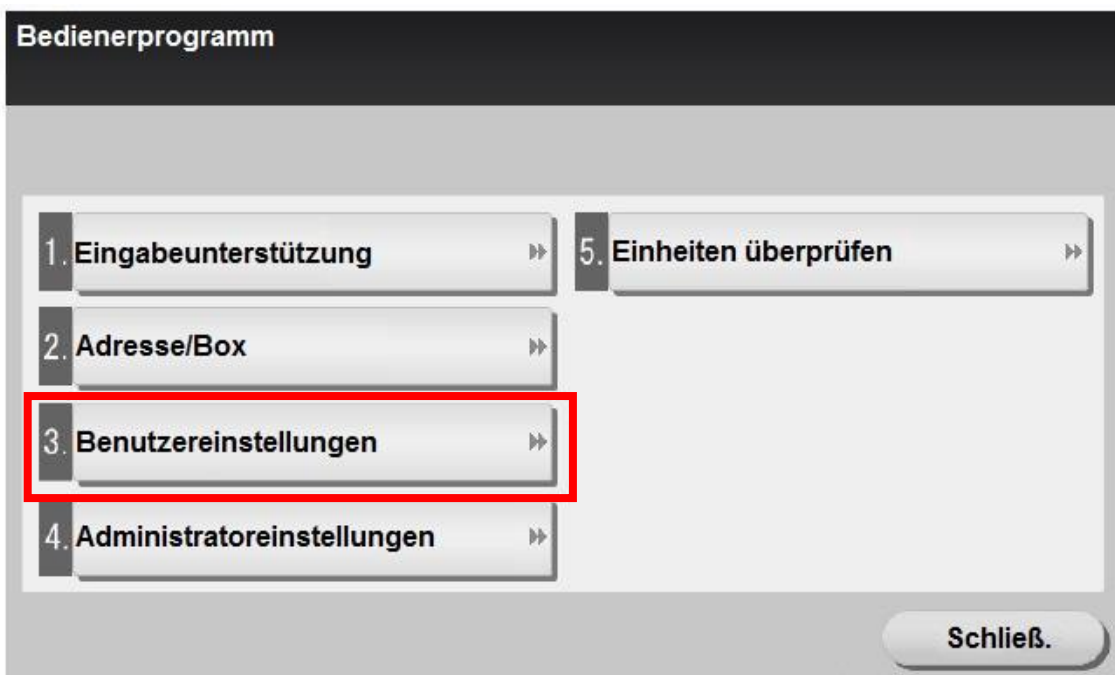 Bedienerprogramm
1. Eingabeunterstützung
2. Adresse/Box
3. Benutzereinstellungen
4. Administratoreinstellungen
5. Einheiten überprüfen
Schließ.